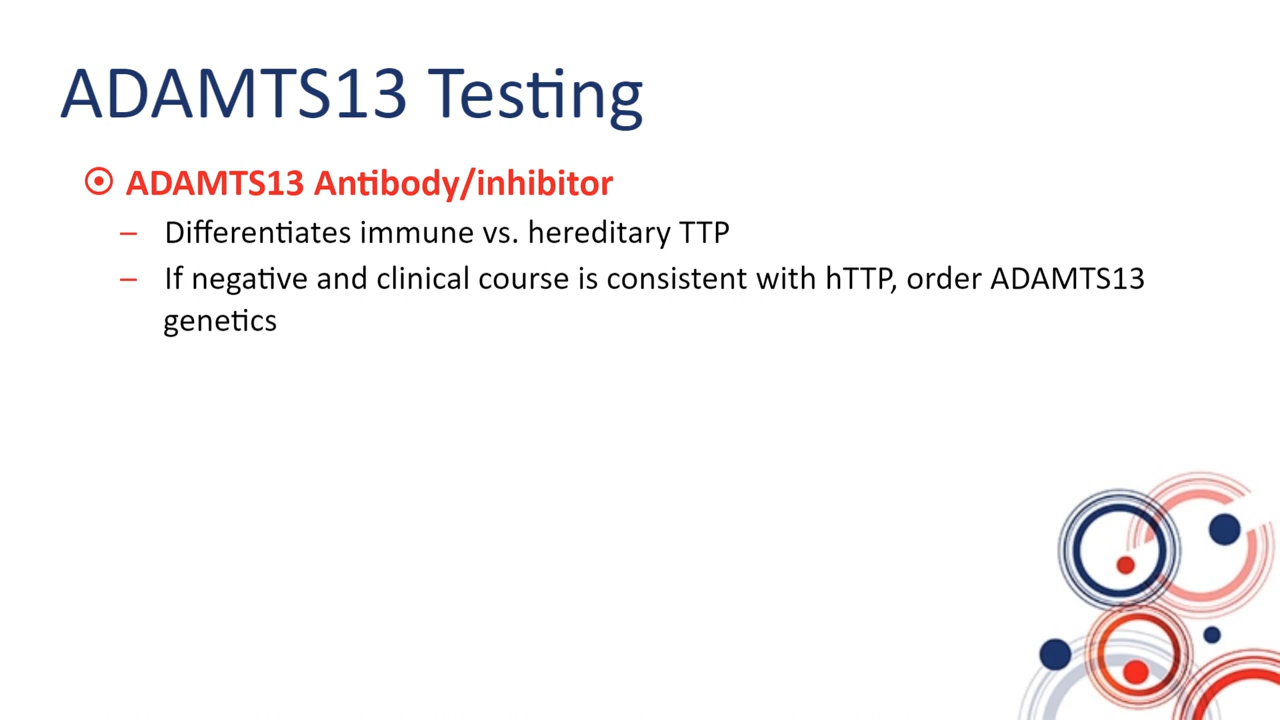 ADAMTS13 Testing
ADAMTS13 Antibody/inhibitor
– Differentiates immune vs. hereditary TTP
– If negative and clinical course is consistent with hTTP, order ADAMTS13
genetics